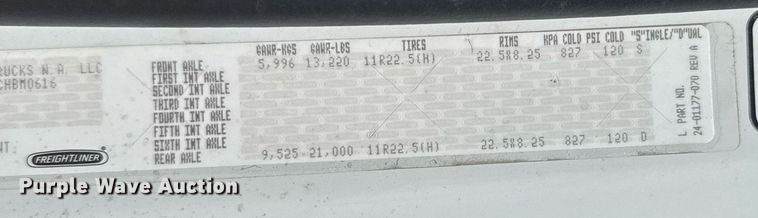 GAWR-KGS GAWR-LBS TIRES RIMS KPA COLD PSI COLD "S"INGLE/"D"UAL
FRONT AXLE 5,996 13,220 11R22.5(H) 22.5X8.25 827 120 S
FIRST INT AXLE
SECOND INT AXLE
THIRD INT AXLE
FOURTH INT AXLE
FIFTH INT AXLE
SIXTH INT AXLE
REAR AXLE 9,525 21,000 11R22.5(H) 22.5X8.25 827 120 D
RUCKS N.A. LLC
CHBM0616
NT:
FREIGHTLINER
L PART NO.
24-01177-070 REV A
Purple Wave Auction